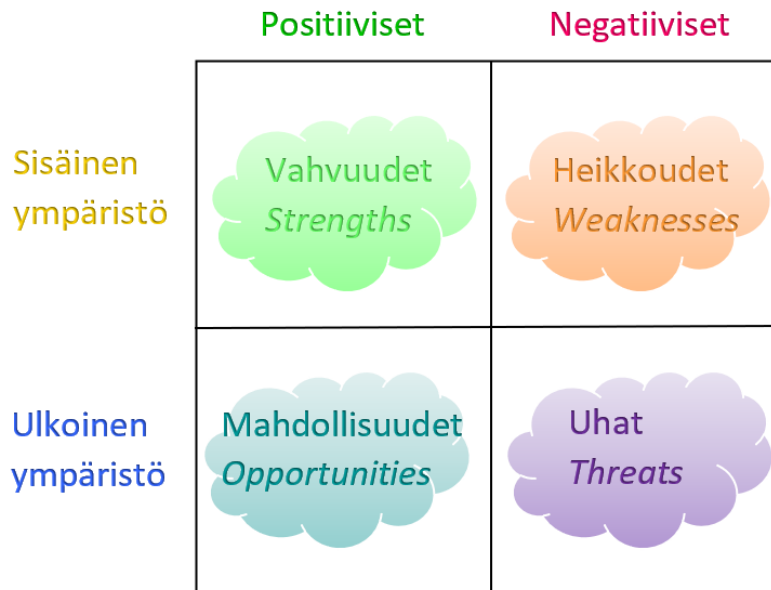 Positiiviset Negatiiviset
Sisäinen
ympäristö
Vahvuudet
Strengths
Heikkoudet
Weaknesses
Ulkoinen
ympäristö
Mahdollisuudet
Opportunities
Uhat
Threats